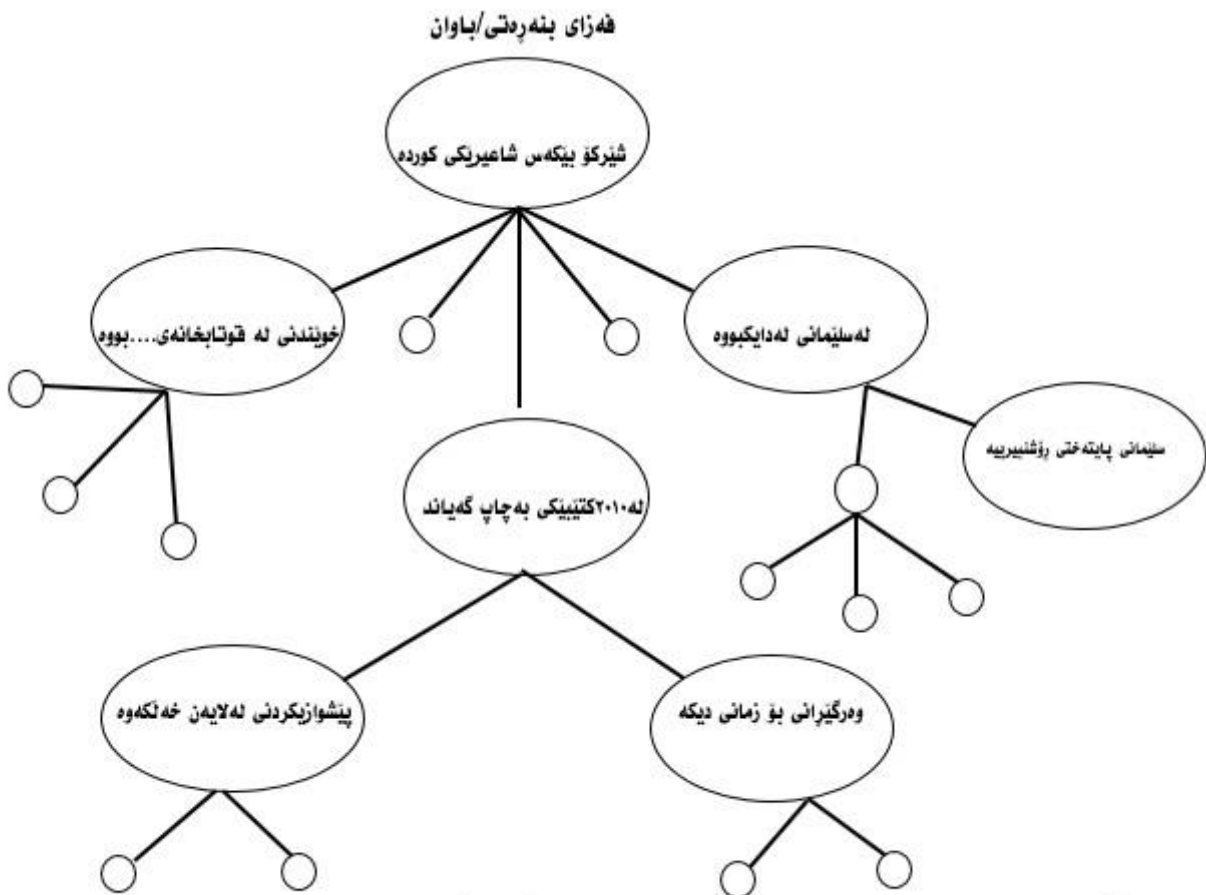 فەزای بنەڕەتی/باوان
شێرکۆ بێکەس شاعیرێکی کوردە
خوێندنی لە قوتابخانەی....بووە
لەسلێمانی لەدایکبووە
سلێمانی پایتەختی رۆشنبیرییە
لە٢٠١٠کتێبێکی بەچاپ گەیاند
پێشوازیکردنی لەلایەن خەڵکەوە
وەرگێڕانی بۆ زمانی دیکە